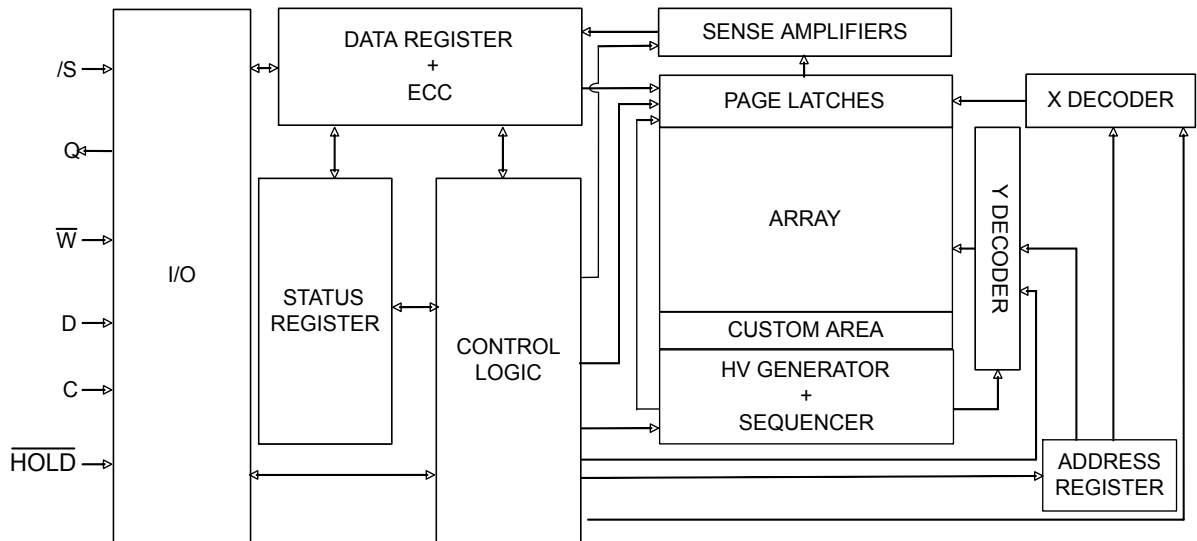 /S
Q
W
D
C
HOLD
I/O
DATA REGISTER
+
ECC
STATUS
REGISTER
CONTROL
LOGIC
SENSE AMPLIFIERS
PAGE LATCHES
ARRAY
CUSTOM AREA
HV GENERATOR
+
SEQUENCER
Y DECODER
X DECODER
ADDRESS
REGISTER